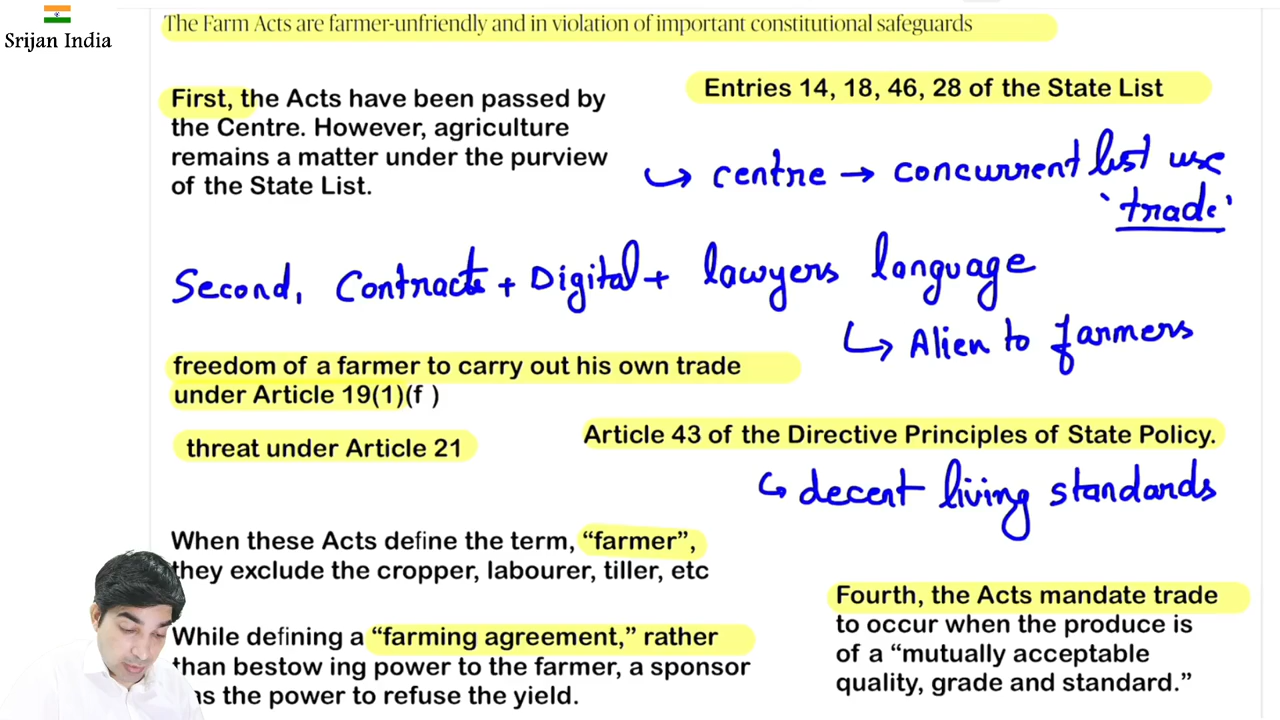 Srijan India
The Farm Acts are farmer-unfriendly and in violation of important constitutional safeguards
First, the Acts have been passed by
the Centre. However, agriculture
remains a matter under the purview
of the State List.
Entries 14, 18, 46, 28 of the State List
↳ centre → concurrent list use
'trade'
Second, Contracts + Digital + lawyers language
↳ Alien to farmers
freedom of a farmer to carry out his own trade
under Article 19(1)(f )
threat under Article 21
Article 43 of the Directive Principles of State Policy.
↳ decent living standards
When these Acts define the term, “farmer”,
they exclude the cropper, labourer, tiller, etc
While defining a “farming agreement,” rather
than bestow ing power to the farmer, a sponsor
as the power to refuse the yield.
Fourth, the Acts mandate trade
to occur when the produce is
of a “mutually acceptable
quality, grade and standard.”